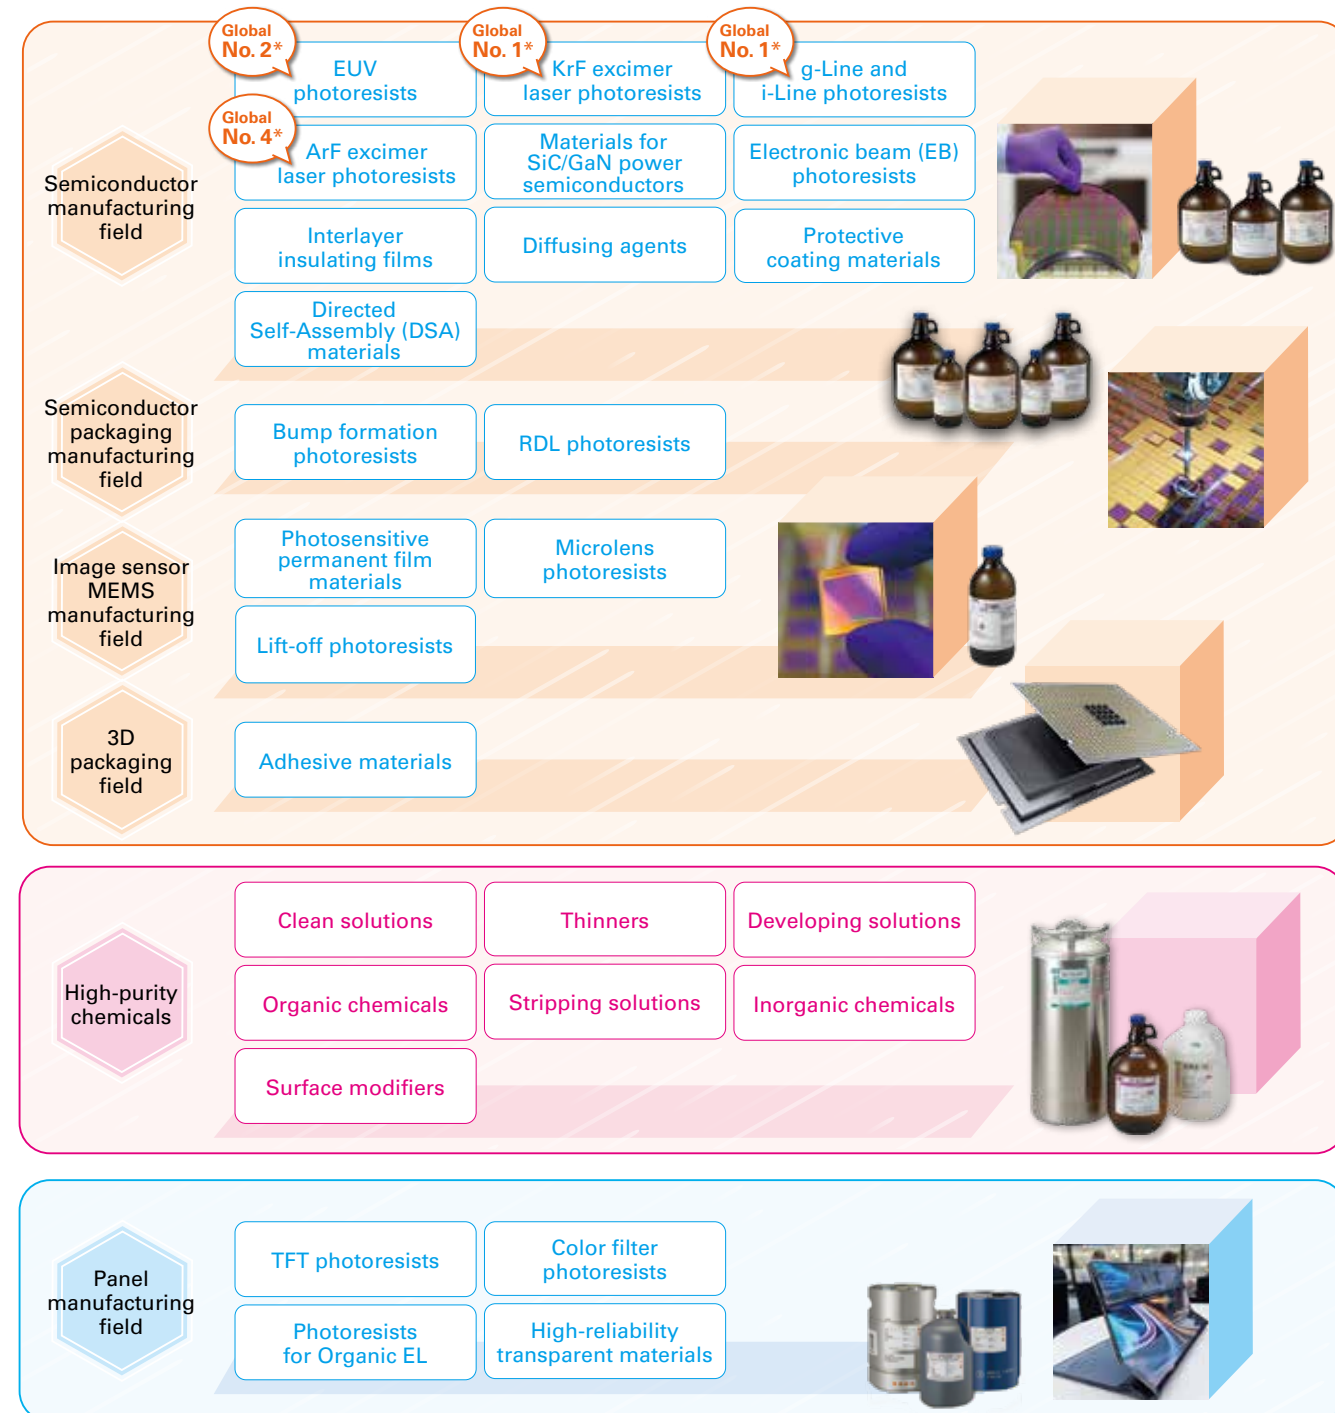 Global
No. 2*
Global
No. 1*
Global
No. 1*
EUV
photoresists
KrF excimer
laser photoresists
g-Line and
i-Line photoresists
Global
No. 4*
ArF excimer
laser photoresists
Materials for
SiC/GaN power
semiconductors
Electronic beam (EB)
photoresists
Semiconductor
manufacturing
field
Interlayer
insulating films
Diffusing agents
Protective
coating materials
Directed
Self-Assembly (DSA)
materials
Semiconductor
packaging
manufacturing
field
Bump formation
photoresists
RDL photoresists
Image sensor
MEMS
manufacturing
field
Photosensitive
permanent film
materials
Microlens
photoresists
Lift-off photoresists
3D
packaging
field
Adhesive materials
High-purity
chemicals
Clean solutions
Thinners
Developing solutions
Organic chemicals
Stripping solutions
Inorganic chemicals
Surface modifiers
Panel
manufacturing
field
TFT photoresists
Color filter
photoresists
Photoresists
for Organic EL
High-reliability
transparent materials